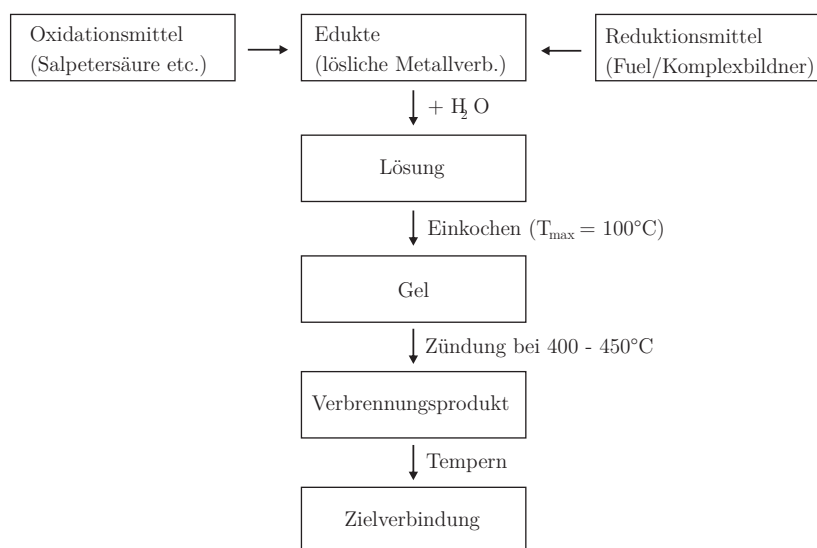 Oxidationsmittel
(Salpetersäure etc.)
Edukte
(lösliche Metallverb.)
Reduktionsmittel
(Fuel/Komplexbildner)
+ H₂O
Lösung
Einkochen (Tmax = 100°C)
Gel
Zündung bei 400 - 450°C
Verbrennungsprodukt
Tempern
Zielverbindung